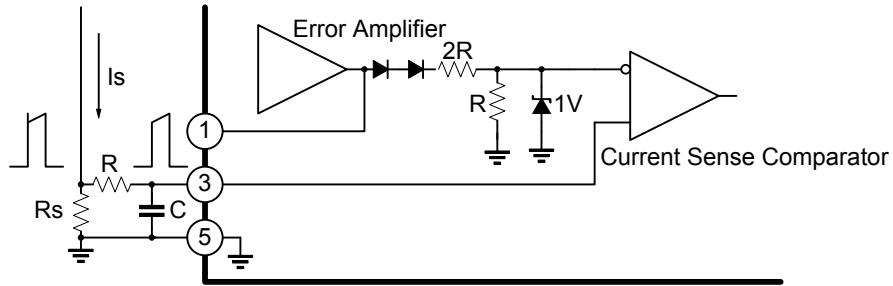 Error Amplifier
2R
Is
R
1V
1
Current Sense Comparator
R
3
Rs
C
5